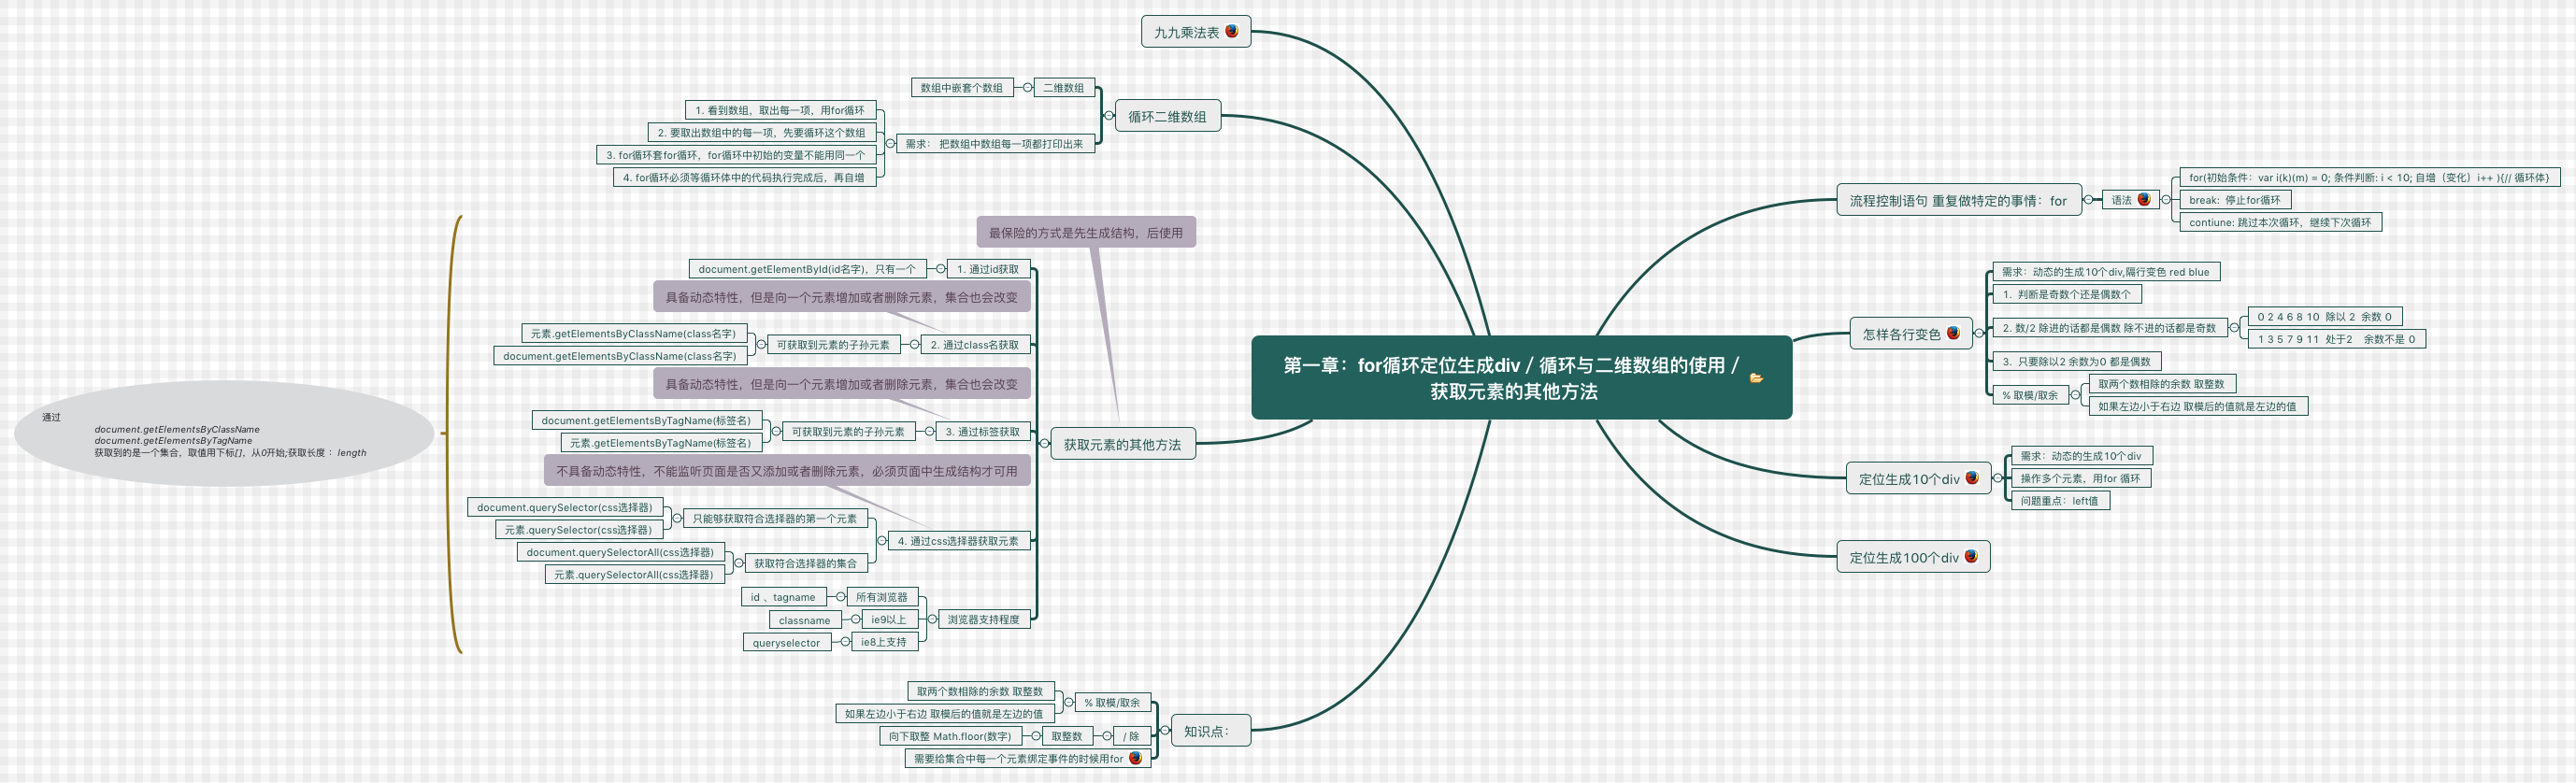 第一章：for循环定位生成div / 循环与二维数组的使用 /
获取元素的其他方法
流程控制语句 重复做特定的事情：for
语法
for(初始条件：var i(k)(m) = 0; 条件判断: i < 10; 自增（变化）i++ ){// 循环体}
break: 停止for循环
contiune: 跳过本次循环，继续下次循环
怎样各行变色
需求：动态的生成10个div,隔行变色 red blue
1. 判断是奇数个还是偶数个
2. 数/2 除进的话都是偶数 除不进的话都是奇数
0 2 4 6 8 10 除以 2 余数 0
1 3 5 7 9 11 处于2 余数不是 0
3. 只要除以2 余数为0 都是偶数
% 取模/取余
取两个数相除的余数 取整数
如果左边小于右边 取模后的值就是左边的值
定位生成10个div
需求：动态的生成10个div
操作多个元素，用for 循环
问题重点：left值
定位生成100个div
九九乘法表
循环二维数组
二维数组
数组中嵌套个数组
需求： 把数组中数组每一项都打印出来
1. 看到数组，取出每一项，用for循环
2. 要取出数组中的每一项，先要循环这个数组
3. for循环套for循环，for循环中初始的变量不能用同一个
4. for循环必须等循环体中的代码执行完成后，再自增
获取元素的其他方法
最保险的方式是先生成结构，后使用
1. 通过id获取
document.getElementById(id名字)，只有一个
具备动态特性，但是向一个元素增加或者删除元素，集合也会改变
2. 通过class名获取
可获取到元素的子孙元素
元素.getElementsByClassName(class名字)
document.getElementsByClassName(class名字)
具备动态特性，但是向一个元素增加或者删除元素，集合也会改变
3. 通过标签获取
可获取到元素的子孙元素
document.getElementsByTagName(标签名)
元素.getElementsByTagName(标签名)
不具备动态特性，不能监听页面是否又添加或者删除元素，必须页面中生成结构才可用
4. 通过css选择器获取元素
只能够获取符合选择器的第一个元素
document.querySelector(css选择器)
元素.querySelector(css选择器)
获取符合选择器的集合
document.querySelectorAll(css选择器)
元素.querySelectorAll(css选择器)
浏览器支持程度
所有浏览器
id 、tagname
ie9以上
classname
ie8上支持
queryselector
通过
document.getElementsByClassName
document.getElementsByTagName
获取到的是一个集合，取值用下标[]，从0开始;获取长度： length
知识点：
% 取模/取余
取两个数相除的余数 取整数
如果左边小于右边 取模后的值就是左边的值
/ 除
取整数
向下取整 Math.floor(数字)
需要给集合中每一个元素绑定事件的时候用for